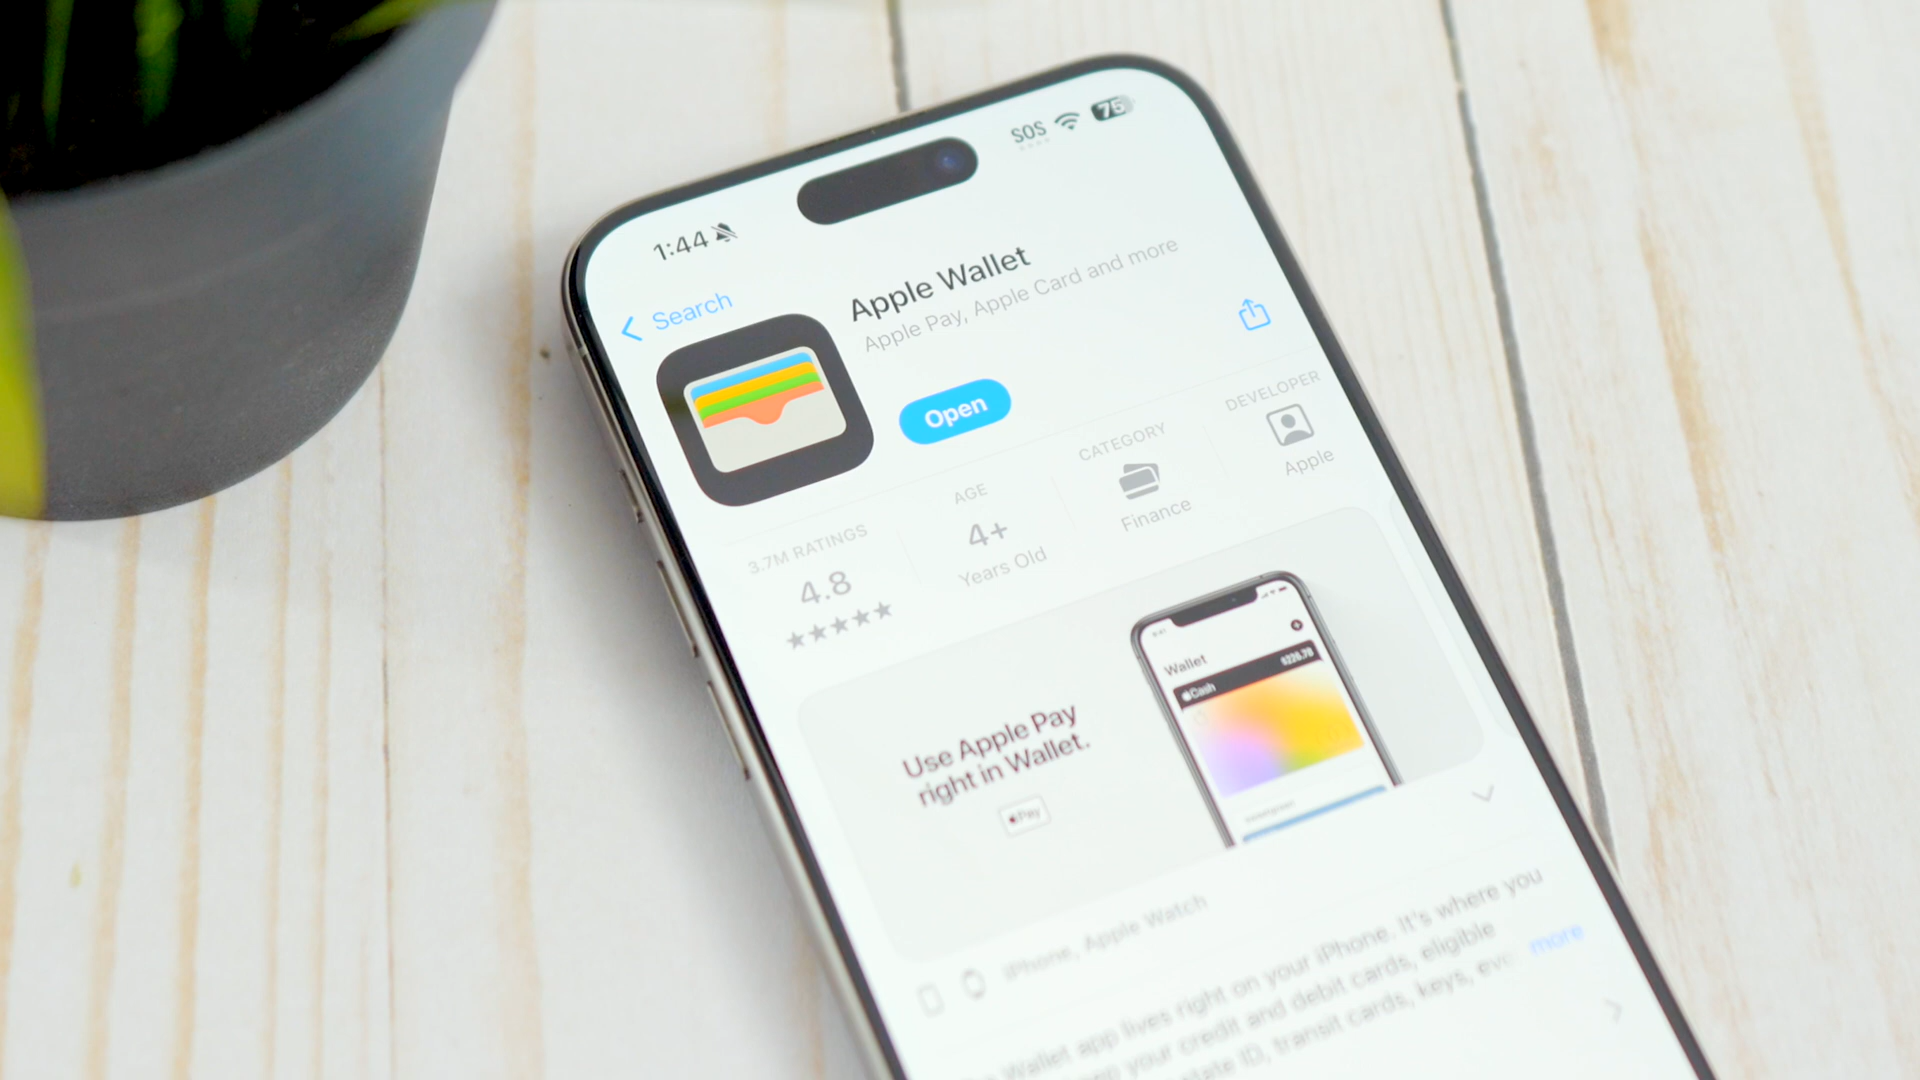 1:44
SOS
75
Search
Apple Wallet
Apple Pay, Apple Card and more
Open
3.7M RATINGS
4.8
AGE
4+
Years Old
CATEGORY
Finance
DEVELOPER
Apple
Use Apple Pay
right in Wallet.
Pay
Wallet
Cash
$226.78
iPhone, Apple Watch
Wallet app lives right on your iPhone. It's where you
your credit and debit cards, eligible
state ID, transit cards, keys,
more